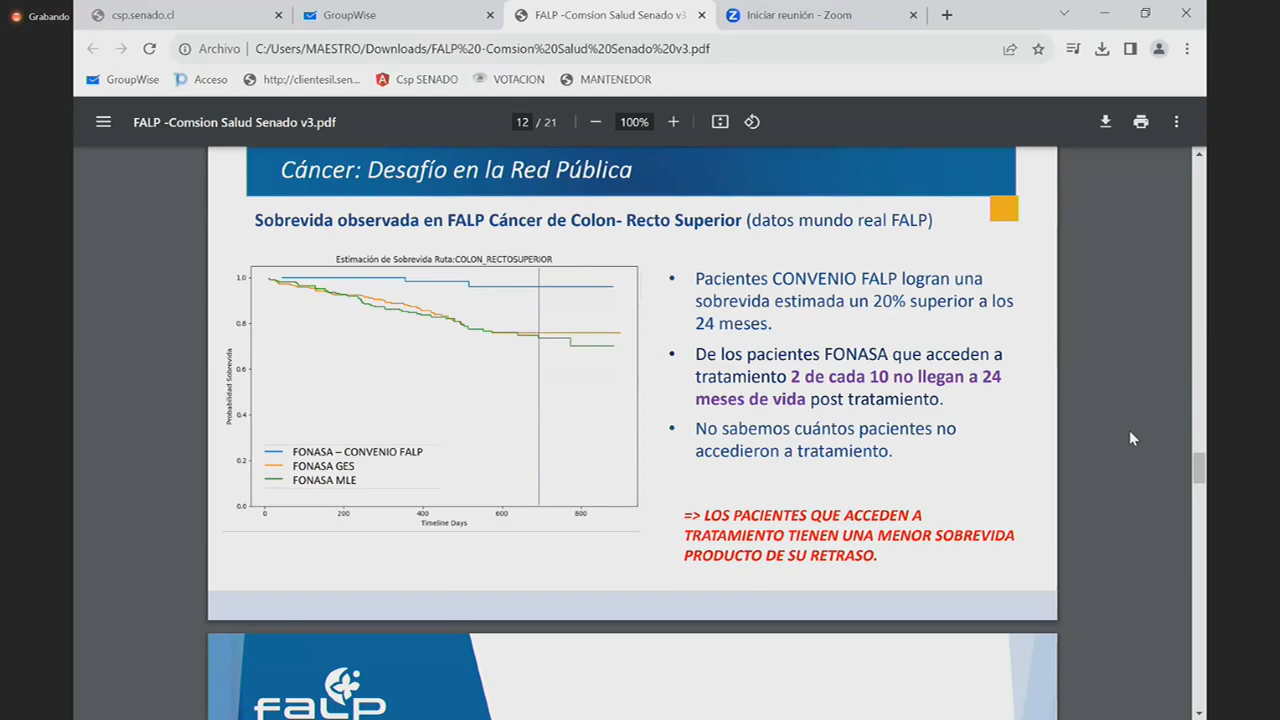 Grabando
csp.senado.cl
GroupWise
FALP -Comsion Salud Senado v3
Iniciar reunión - Zoom
Archivo
C:/Users/MAESTRO/Downloads/FALP%20-Comsion%20Salud%20Senado%20v3.pdf
GroupWise
Acceso
http://clientesil.sen...
Csp SENADO
VOTACION
MANTENEDOR
FALP -Comsion Salud Senado v3.pdf
12 / 21
100%
Cáncer: Desafío en la Red Pública
Sobrevida observada en FALP Cáncer de Colon- Recto Superior (datos mundo real FALP)
Estimación de Sobrevida Ruta:COLON_RECTOSUPERIOR
1.0
0.8
0.6
0.4
0.2
0.0
Probabilidad Sobrevida
FONASA – CONVENIO FALP
FONASA GES
FONASA MLE
0
200
400
600
800
Timeline Days
• Pacientes CONVENIO FALP logran una
sobrevida estimada un 20% superior a los
24 meses.
• De los pacientes FONASA que acceden a
tratamiento 2 de cada 10 no llegan a 24
meses de vida post tratamiento.
• No sabemos cuántos pacientes no
accedieron a tratamiento.
=> LOS PACIENTES QUE ACCEDEN A
TRATAMIENTO TIENEN UNA MENOR SOBREVIDA
PRODUCTO DE SU RETRASO.
FALP